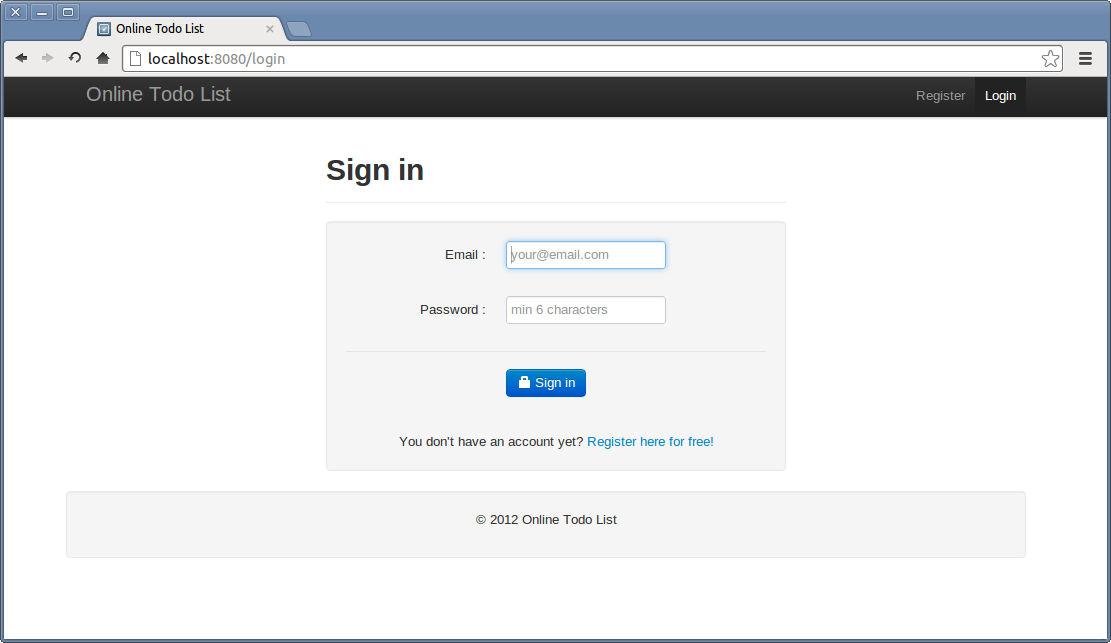 Online Todo List
localhost:8080/login
Online Todo List
Register
Login
Sign in
Email :
your@email.com
Password :
min 6 characters
Sign in
You don't have an account yet? Register here for free!
© 2012 Online Todo List